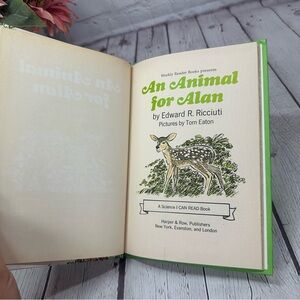 Weekly Reader Books presents
An Animal
for Alan
by Edward R. Ricciuti
Pictures by Tom Eaton
A Science I CAN READ Book
Harper & Row, Publishers
New York, Evanston, and London